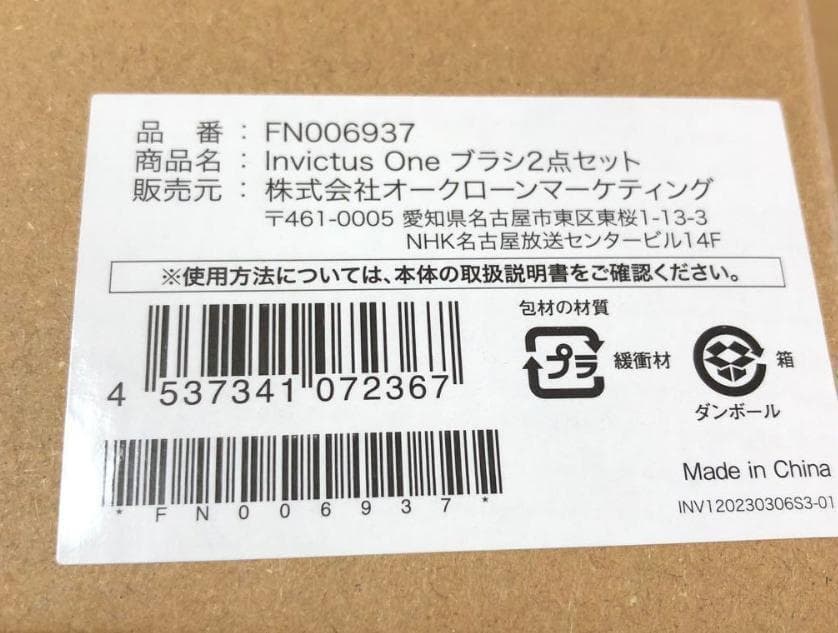 品 番 : FN006937
商品名 : Invictus One ブラシ2点セット
販売元 : 株式会社オークローンマーケティング
〒461-0005 愛知県名古屋市東区東桜1-13-3
NHK名古屋放送センタービル14F
※使用方法については、本体の取扱説明書をご確認ください。
包材の材質
プラ 緩衝材
箱
ダンボール
4 537341 072367
*FN006937*
Made in China
INV120230306S3-01